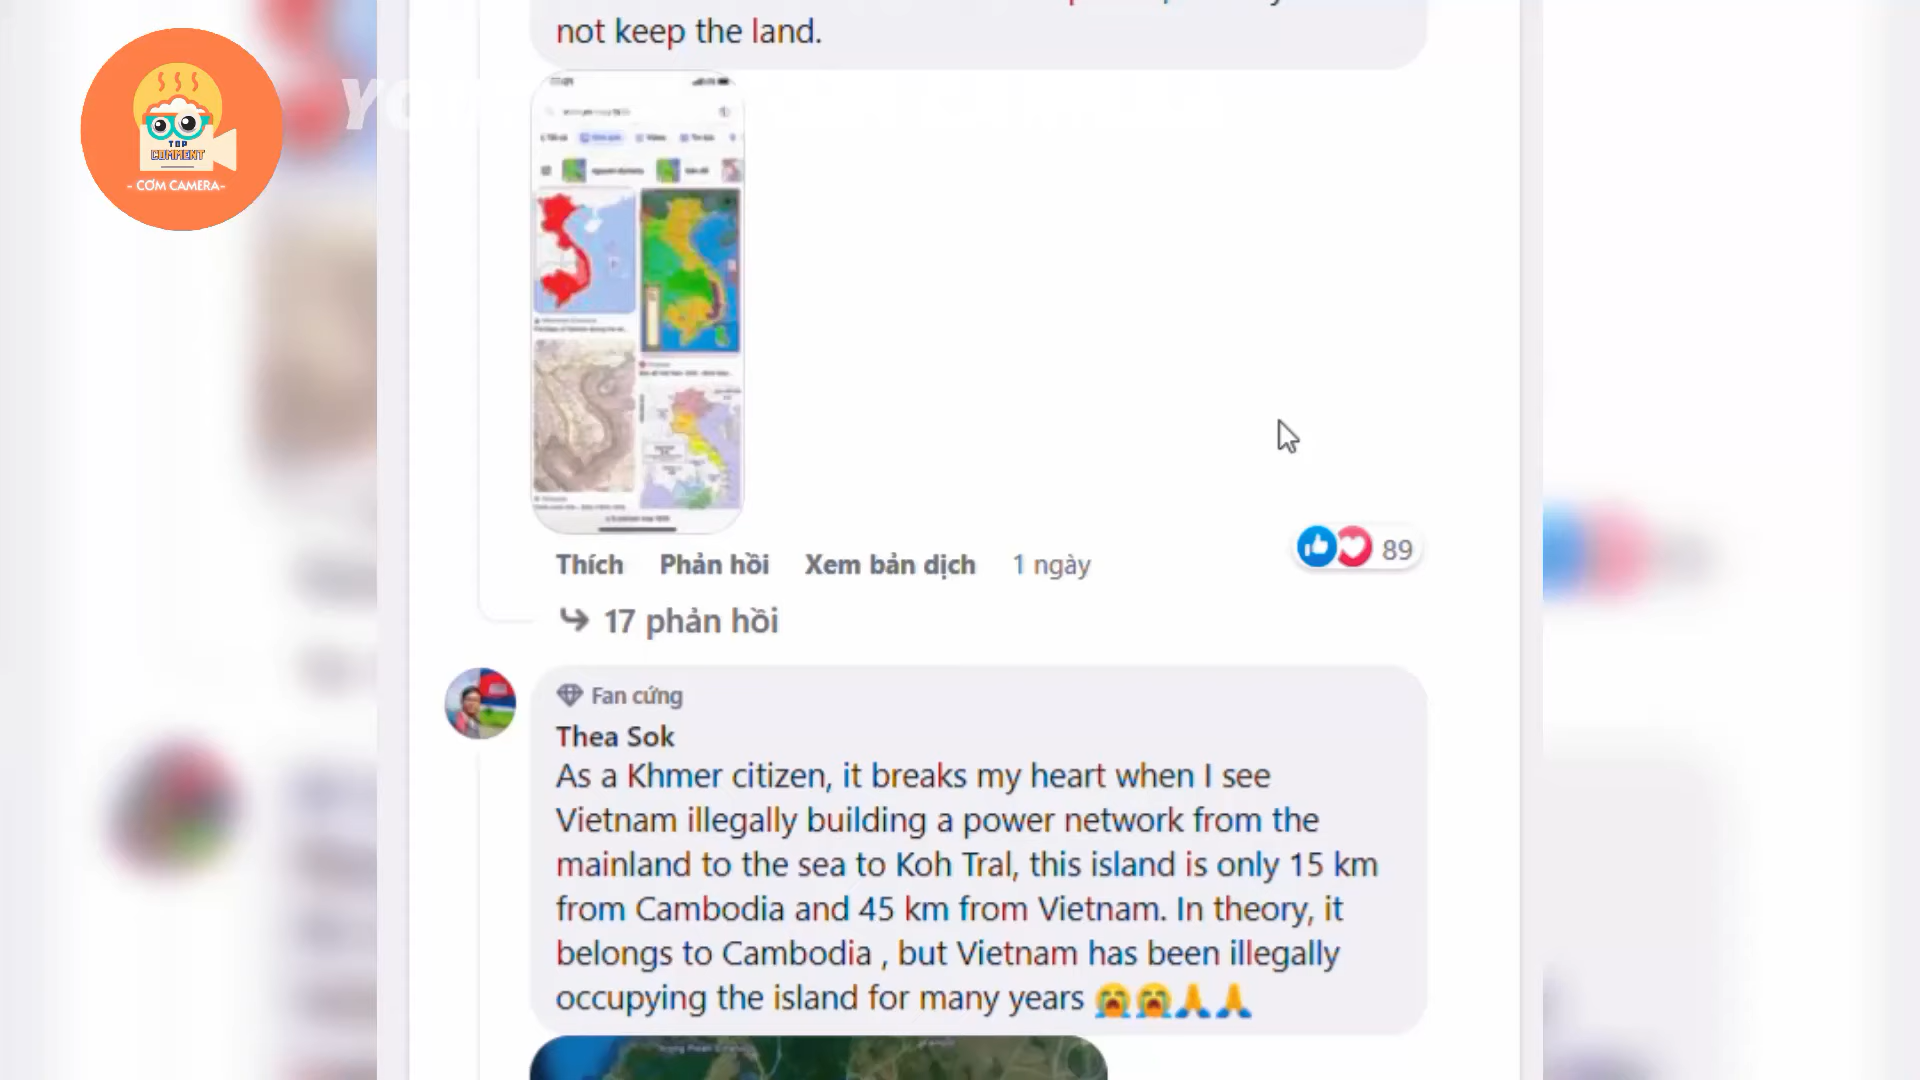 not keep the land.
TOP
COMMENT
- CƠM CAMERA-
Thích Phản hồi Xem bản dịch 1 ngày
89
17 phản hồi
Fan cứng
Thea Sok
As a Khmer citizen, it breaks my heart when I see
Vietnam illegally building a power network from the
mainland to the sea to Koh Tral, this island is only 15 km
from Cambodia and 45 km from Vietnam. In theory, it
belongs to Cambodia , but Vietnam has been illegally
occupying the island for many years 😭😭🙏🙏